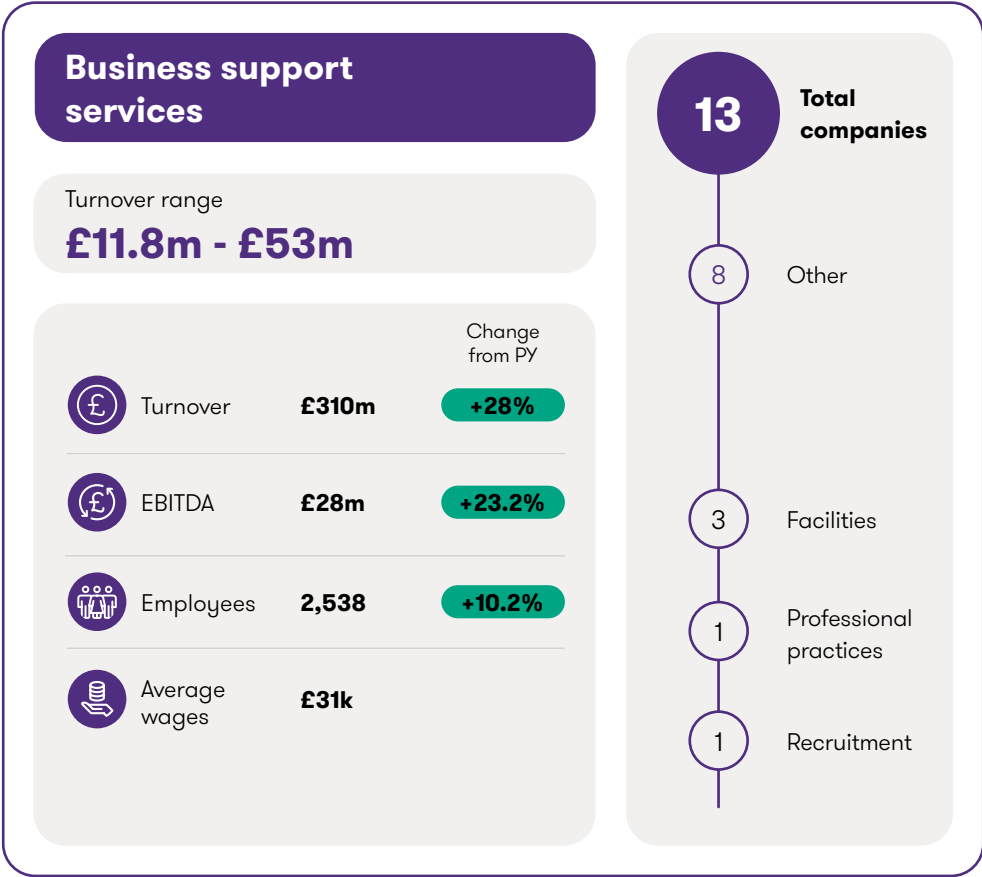 Business support
services
Turnover range
£11.8m - £53m
Change
from PY
£
Turnover £310m +28%
£
EBITDA £28m +23.2%
Employees 2,538 +10.2%
Average
wages
£31k
13
Total
companies
8 Other
3 Facilities
1
Professional
practices
1 Recruitment